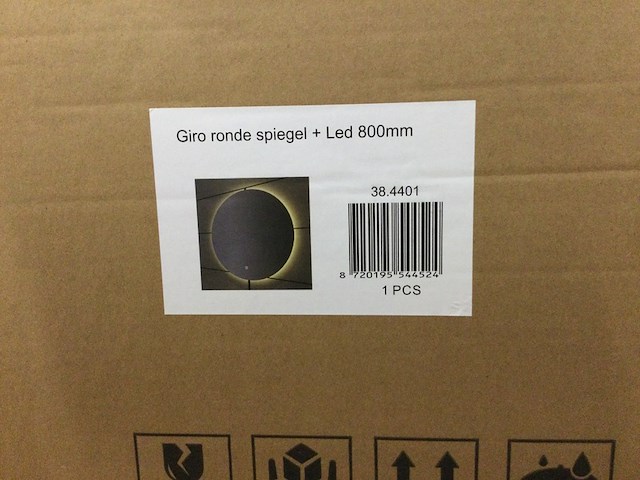 Giro ronde spiegel + Led 800mm
38.4401
8 720195 544524
1 PCS